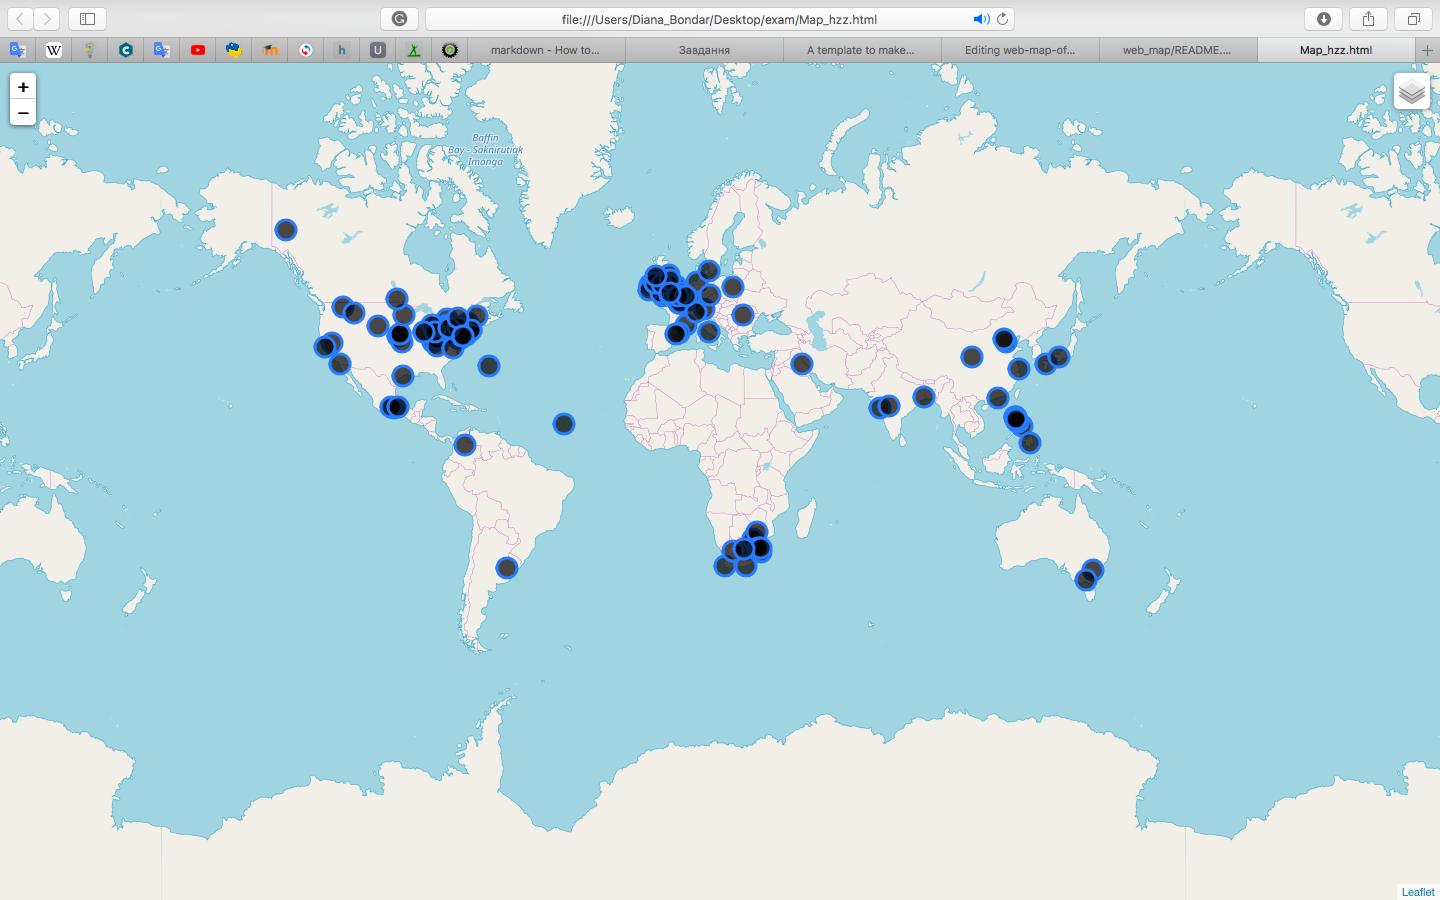 file:///Users/Diana_Bondar/Desktop/exam/Map_hzz.html
markdown - How to...
Завдання
A template to make...
Editing web-map-of...
web_map/README....
Map_hzz.html
+
W
C
h
U
+
−
Baffin
Bay - Saknirutiak
Imanga
Leaflet